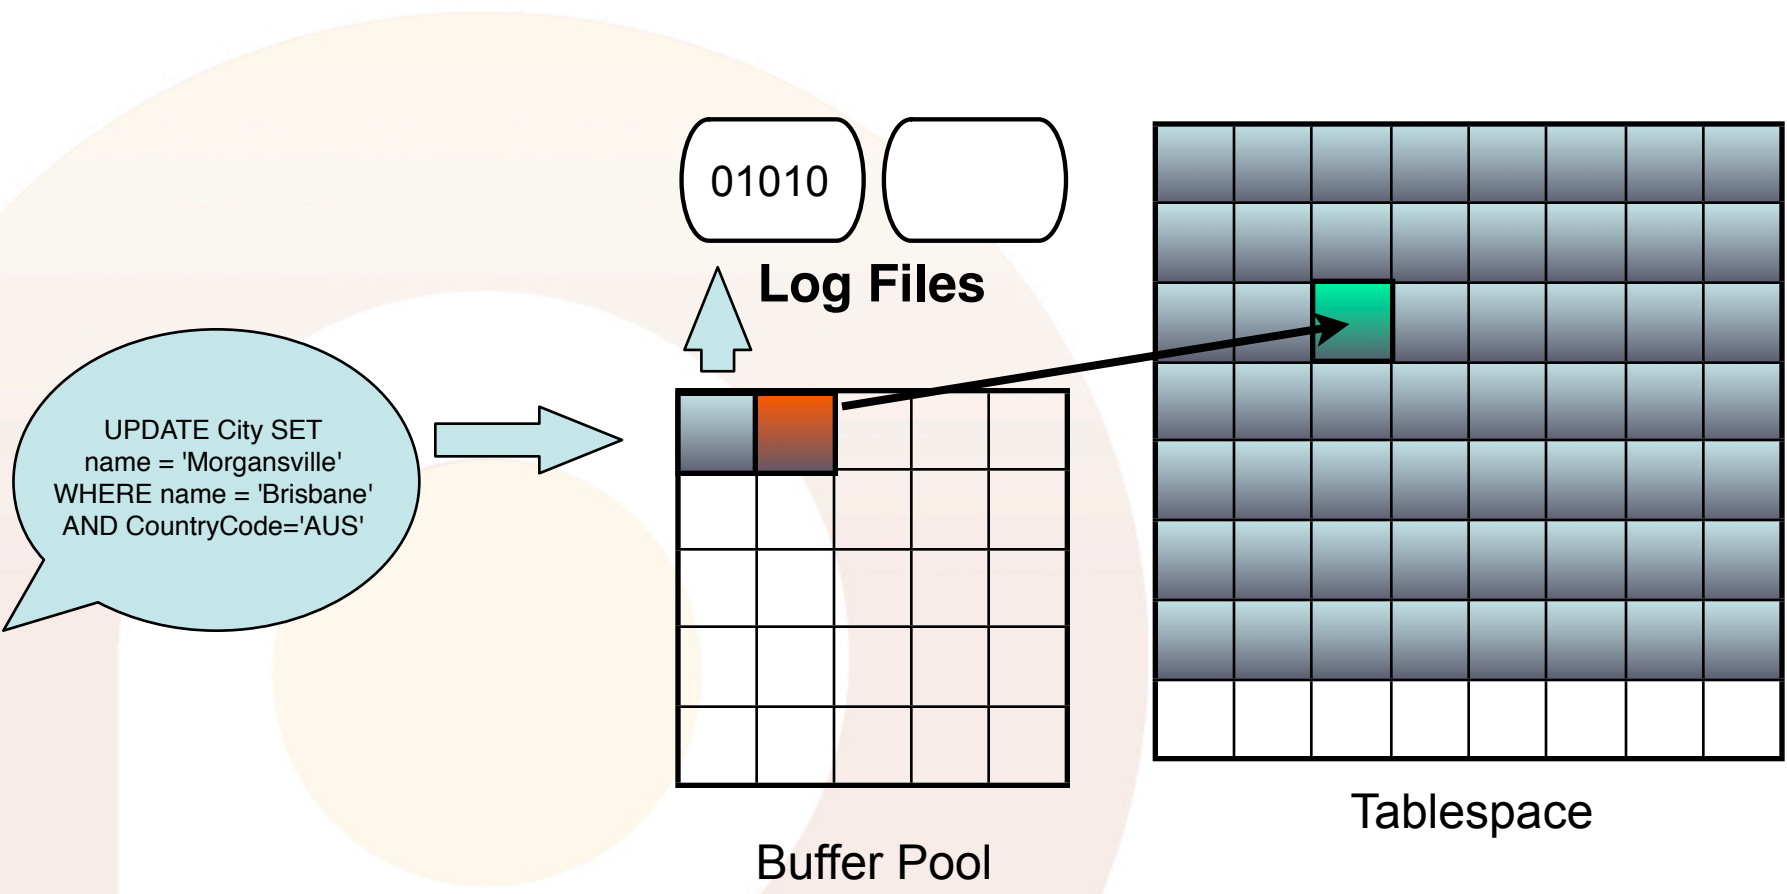 01010
Log Files
UPDATE City SET
name = 'Morgansville'
WHERE name = 'Brisbane'
AND CountryCode='AUS'
Tablespace
Buffer Pool